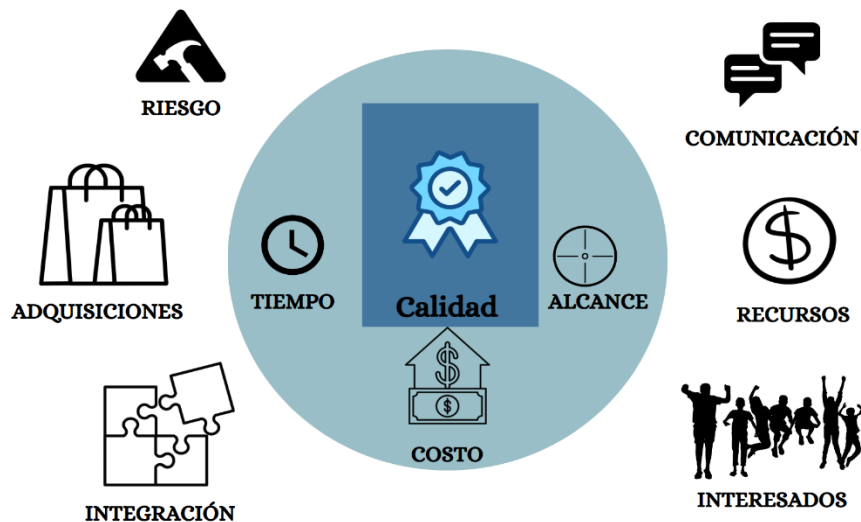 RIESGO
COMUNICACIÓN
ADQUISICIONES
TIEMPO
Calidad
ALCANCE
RECURSOS
COSTO
INTEGRACIÓN
INTERESADOS